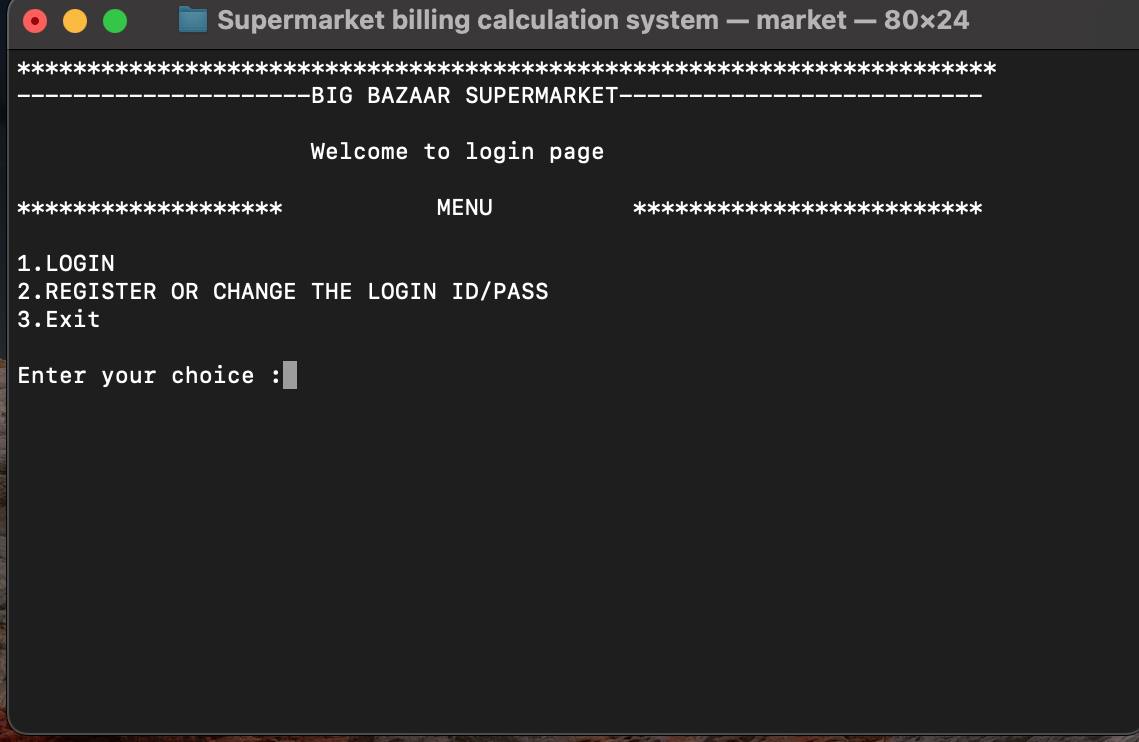 Supermarket billing calculation system — market — 80×24
**********************************************************************
---------------------BIG BAZAAR SUPERMARKET--------------------------
Welcome to login page
******************* MENU *************************
1.LOGIN
2.REGISTER OR CHANGE THE LOGIN ID/PASS
3.Exit
Enter your choice :